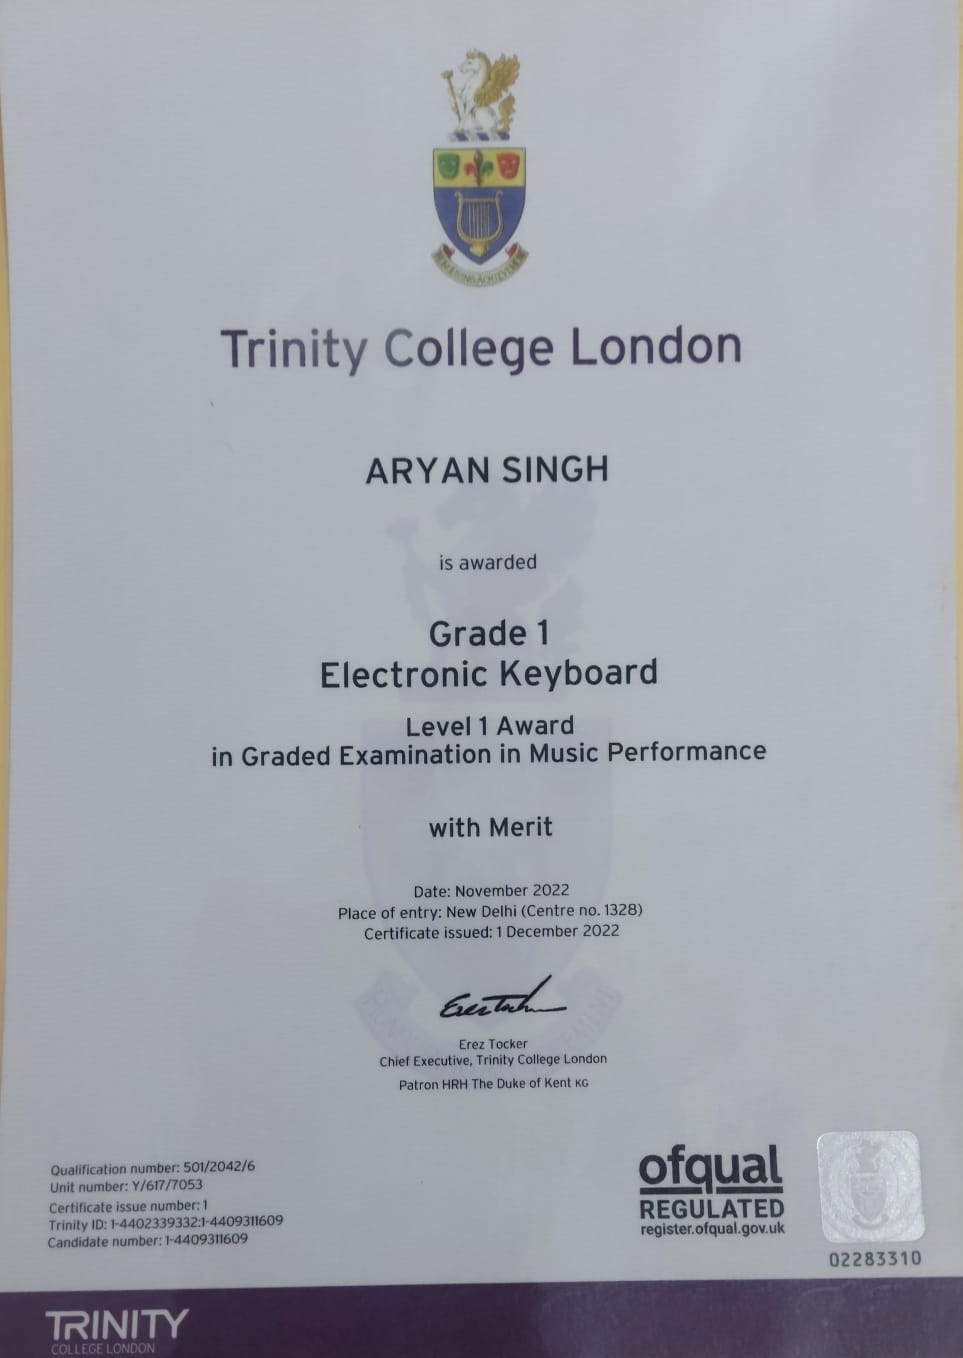 Trinity College London
ARYAN SINGH
is awarded
Grade 1
Electronic Keyboard
Level 1 Award
in Graded Examination in Music Performance
with Merit
Date: November 2022
Place of entry: New Delhi (Centre no. 1328)
Certificate issued: 1 December 2022
Erez Tocker
Chief Executive, Trinity College London
Patron HRH The Duke of Kent KG
Qualification number: 501/2042/6
Unit number: Y/617/7053
Certificate issue number: 1
Trinity ID: 1-4402339332:1-4409311609
Candidate number: 1-4409311609
ofqual
REGULATED
register.ofqual.gov.uk
02283310
TRINITY
COLLEGE LONDON